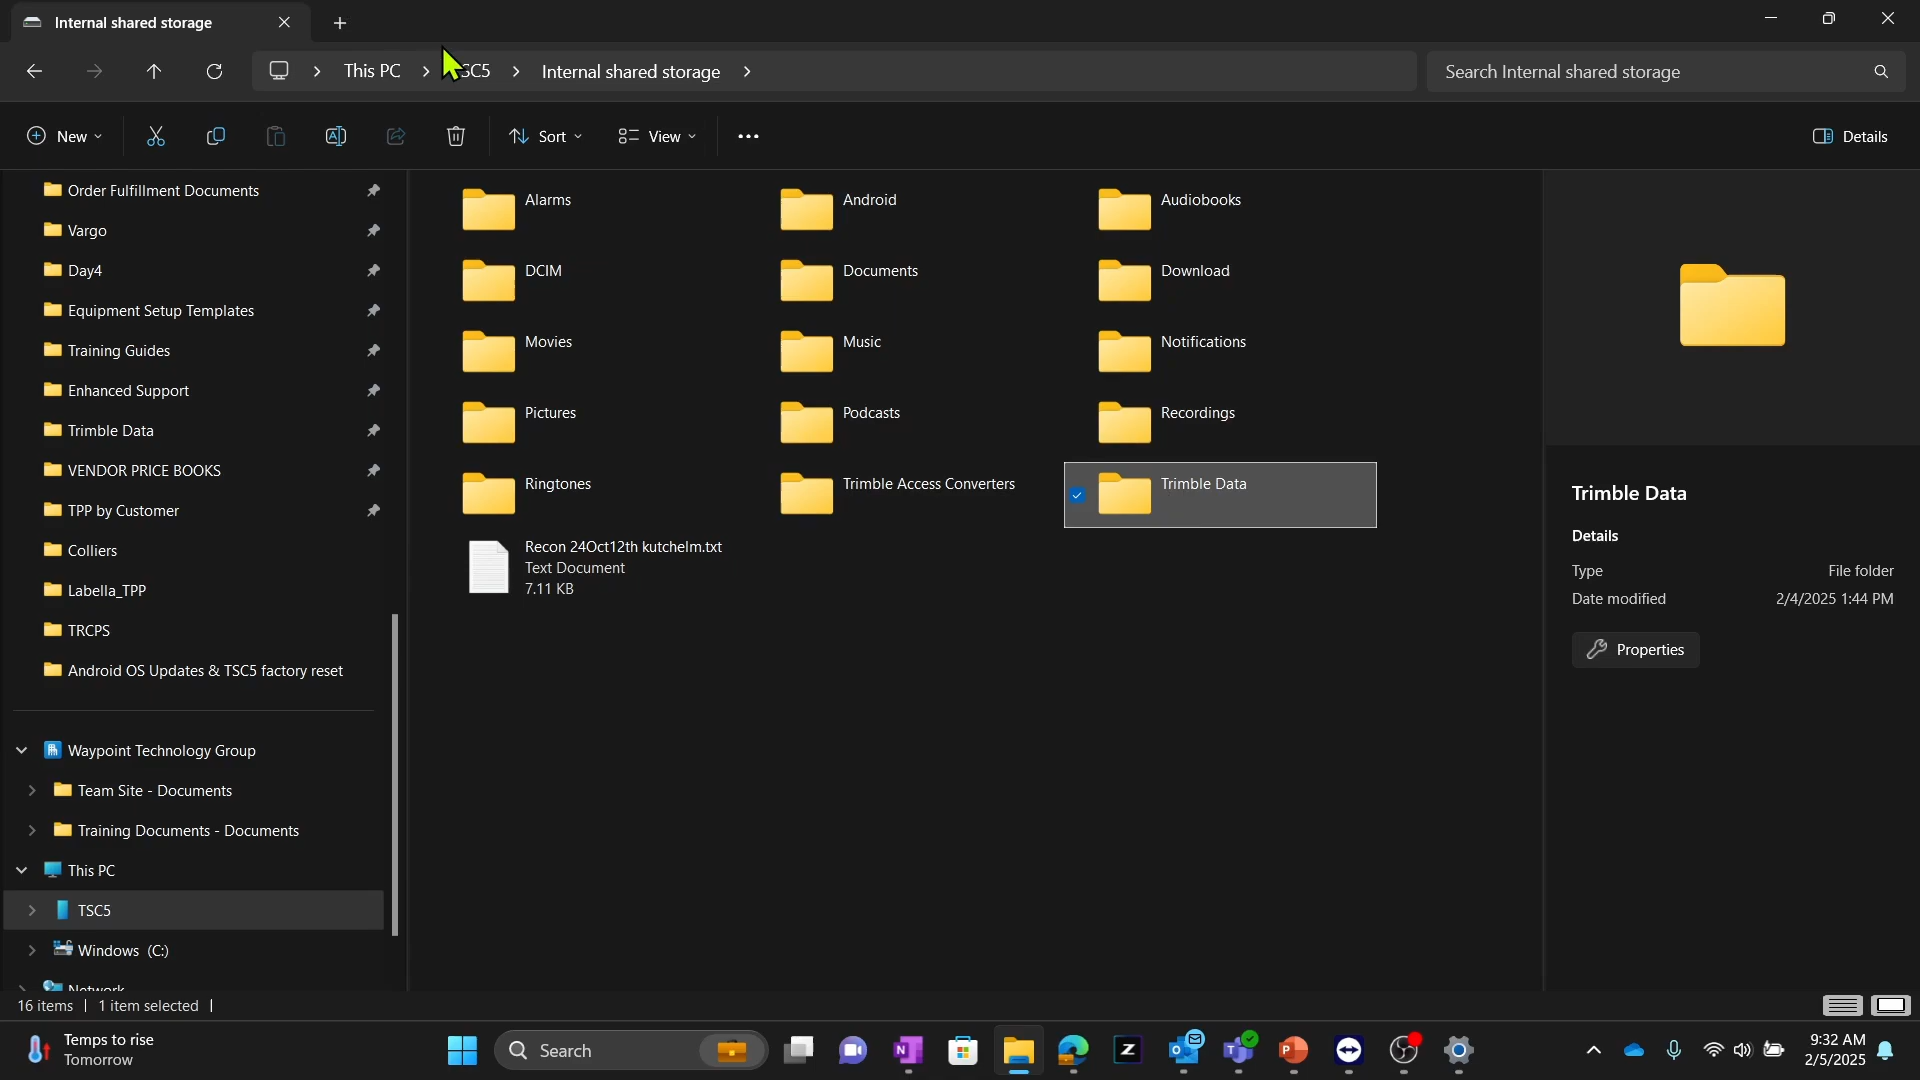 Internal shared storage
This PC
SC5
Internal shared storage
Search Internal shared storage
New
Sort
View
Details
Order Fulfillment Documents
Vargo
Day4
Equipment Setup Templates
Training Guides
Enhanced Support
Trimble Data
VENDOR PRICE BOOKS
TPP by Customer
Colliers
Labella_TPP
TRCPS
Android OS Updates & TSC5 factory reset
Waypoint Technology Group
Team Site - Documents
Training Documents - Documents
This PC
TSC5
Windows (C:)
Network
Alarms
Android
Audiobooks
DCIM
Documents
Download
Movies
Music
Notifications
Pictures
Podcasts
Recordings
Ringtones
Trimble Access Converters
Trimble Data
Recon 24Oct12th kutchelm.txt
Text Document
7.11 KB
Trimble Data
Details
Type File folder
Date modified 2/4/2025 1:44 PM
Properties
16 items
1 item selected
Temps to rise
Tomorrow
Search
9:32 AM
2/5/2025